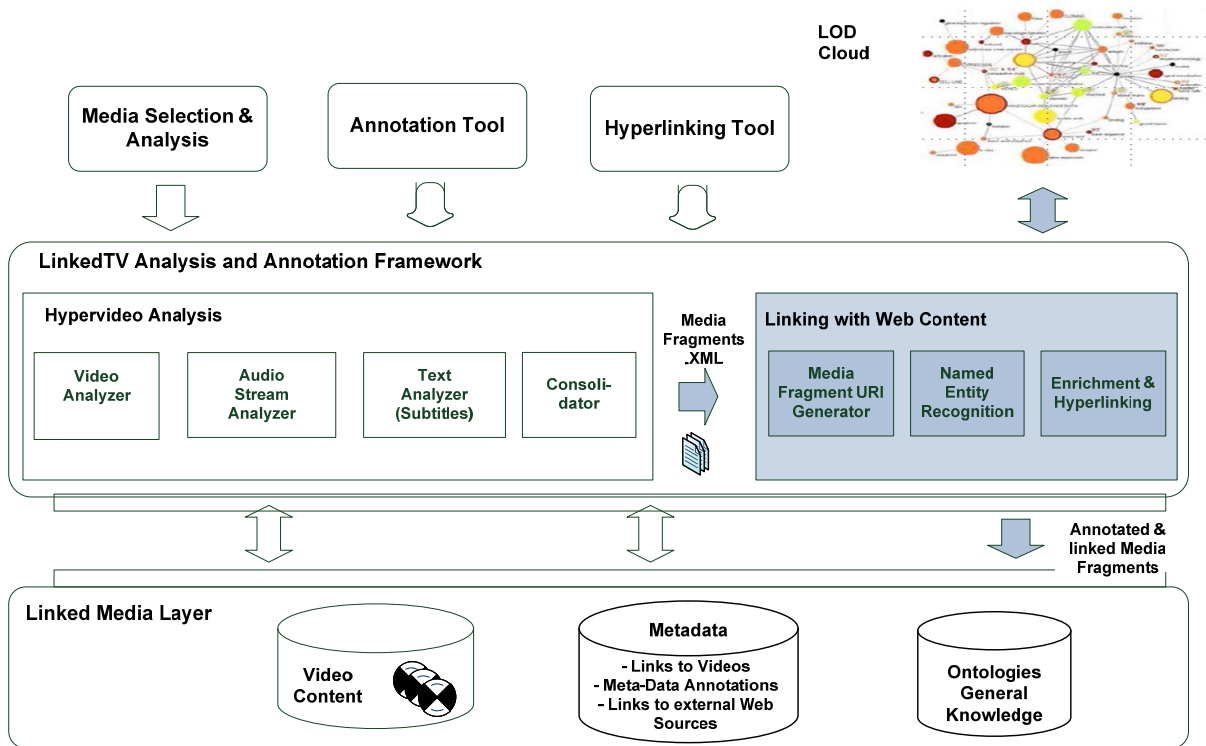 LOD
Cloud
Media Selection &
Analysis
Annotation Tool
Hyperlinking Tool
LinkedTV Analysis and Annotation Framework
Hypervideo Analysis
Video
Analyzer
Audio
Stream
Analyzer
Text
Analyzer
(Subtitles)
Consoli-
dator
Media
Fragments
.XML
Linking with Web Content
Media
Fragment URI
Generator
Named
Entity
Recognition
Enrichment &
Hyperlinking
Annotated &
linked Media
Fragments
Linked Media Layer
Video
Content
Metadata
- Links to Videos
- Meta-Data Annotations
- Links to external Web
Sources
Ontologies
General
Knowledge